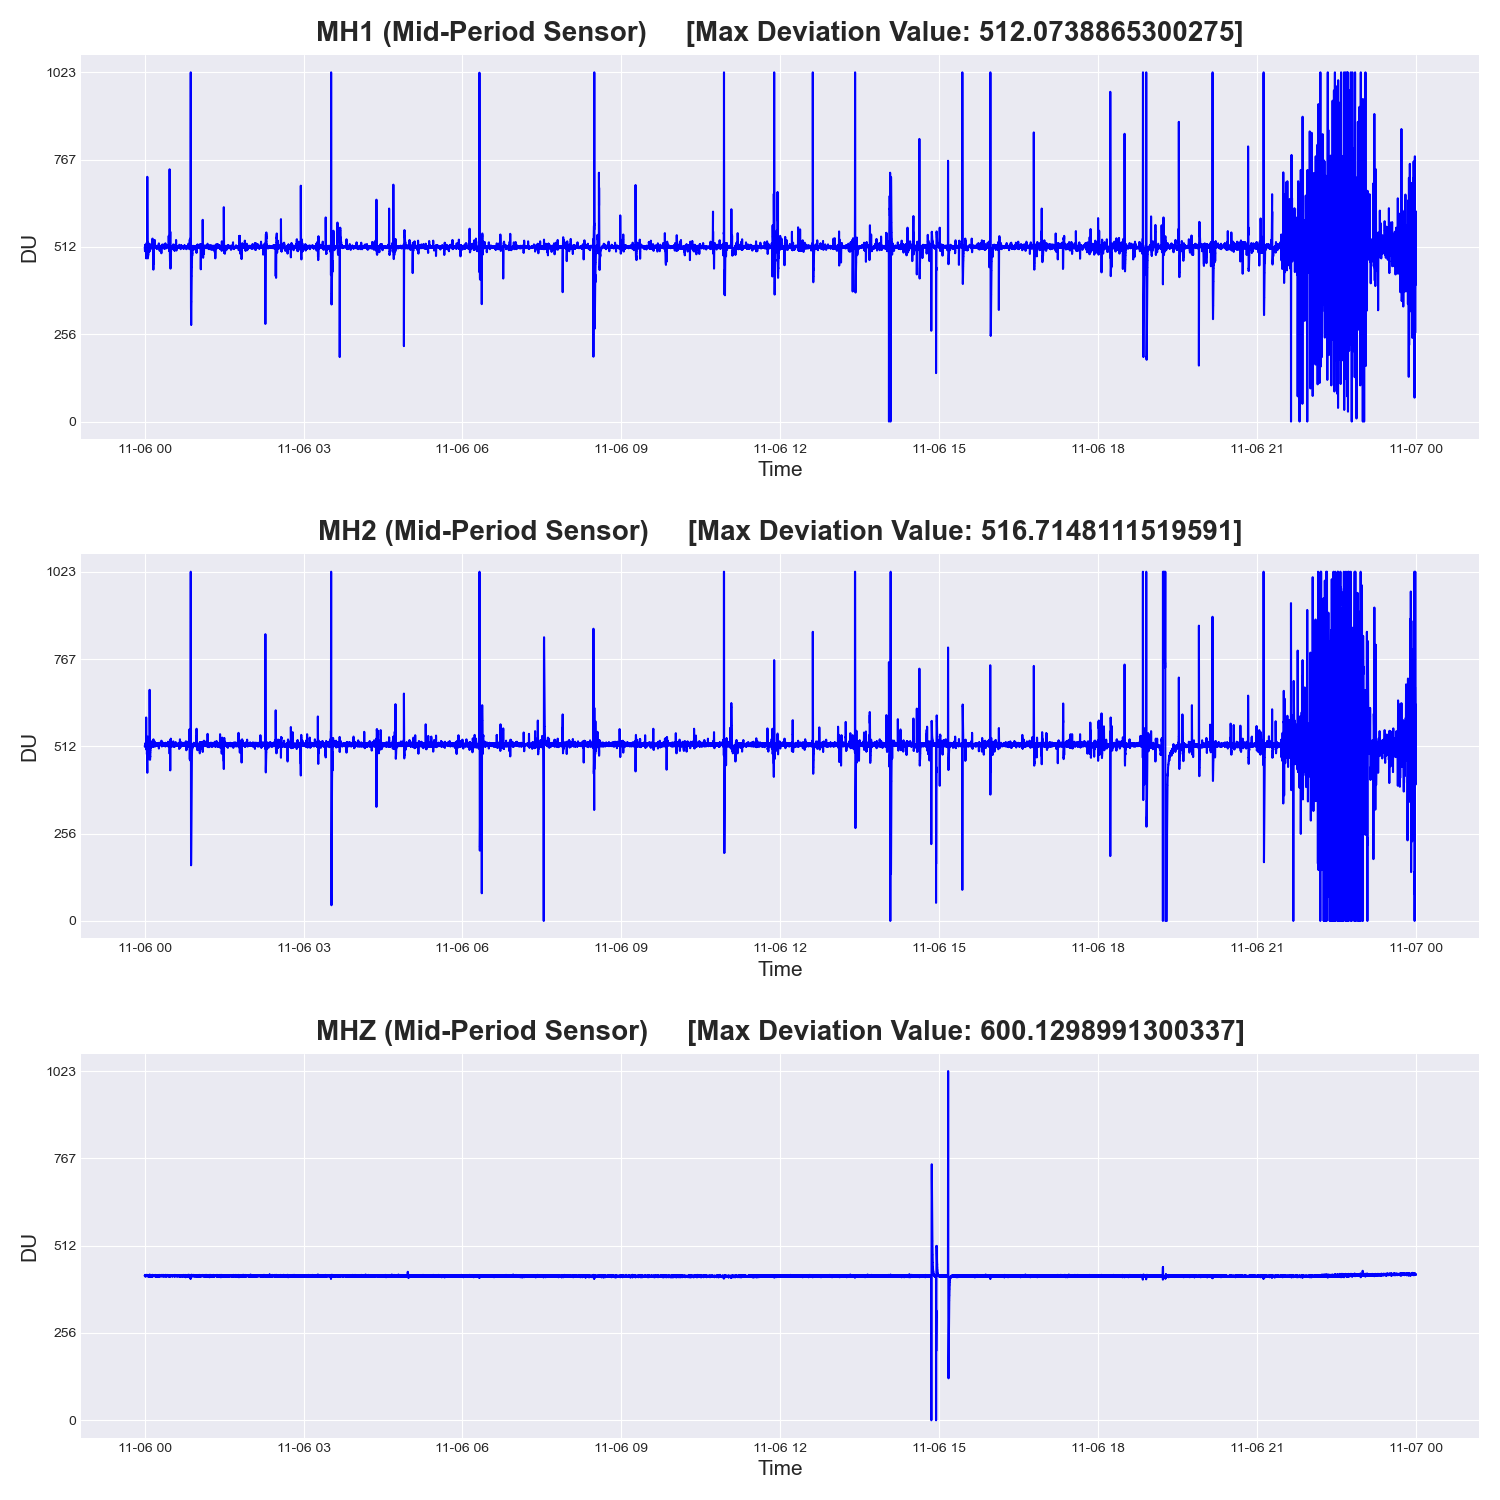 MH1 (Mid-Period Sensor) [Max Deviation Value: 512.0738865300275]
1023
767
512
256
0
DU
11-06 00 11-06 03 11-06 06 11-06 09 11-06 12 11-06 15 11-06 18 11-06 21 11-07 00
Time
MH2 (Mid-Period Sensor) [Max Deviation Value: 516.7148111519591]
1023
767
512
256
0
DU
11-06 00 11-06 03 11-06 06 11-06 09 11-06 12 11-06 15 11-06 18 11-06 21 11-07 00
Time
MHZ (Mid-Period Sensor) [Max Deviation Value: 600.1298991300337]
1023
767
512
256
0
DU
11-06 00 11-06 03 11-06 06 11-06 09 11-06 12 11-06 15 11-06 18 11-06 21 11-07 00
Time